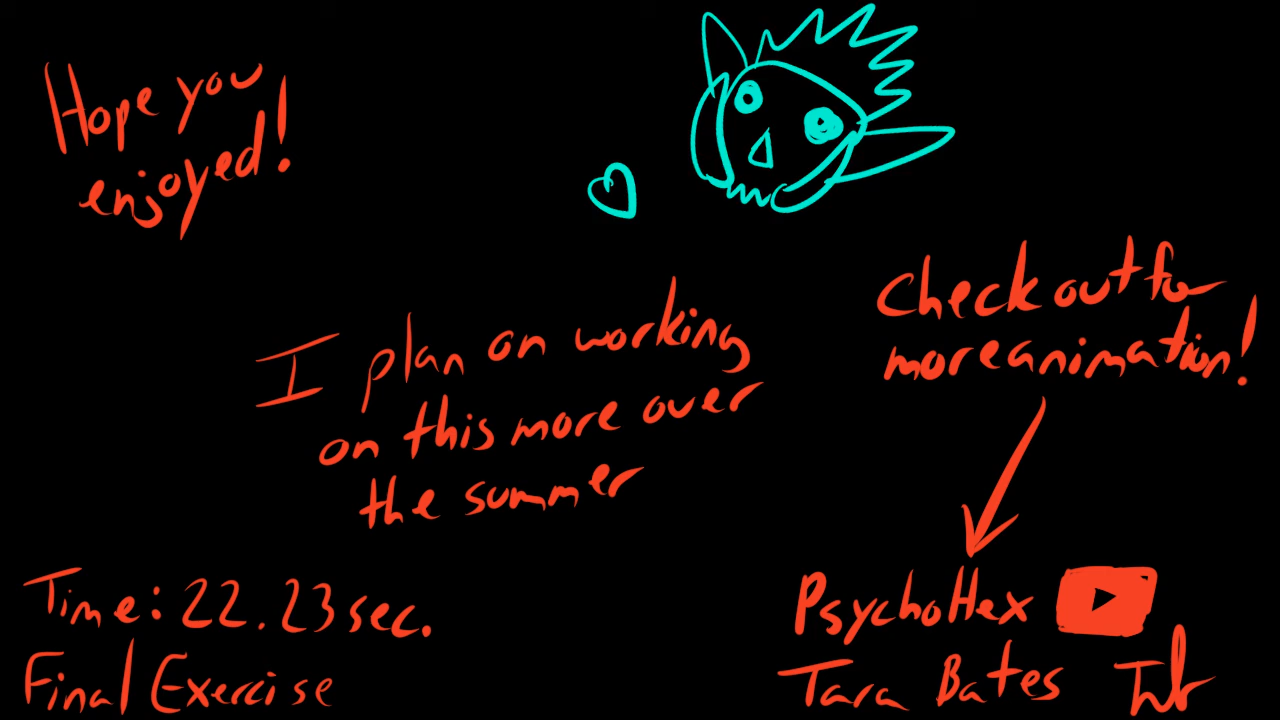 Hope you
enjoyed!
I plan on working
on this more over
the summer
Check out for
more animation!
Time: 22.23 sec.
Final Exercise
PsychoHex
Tara Bates